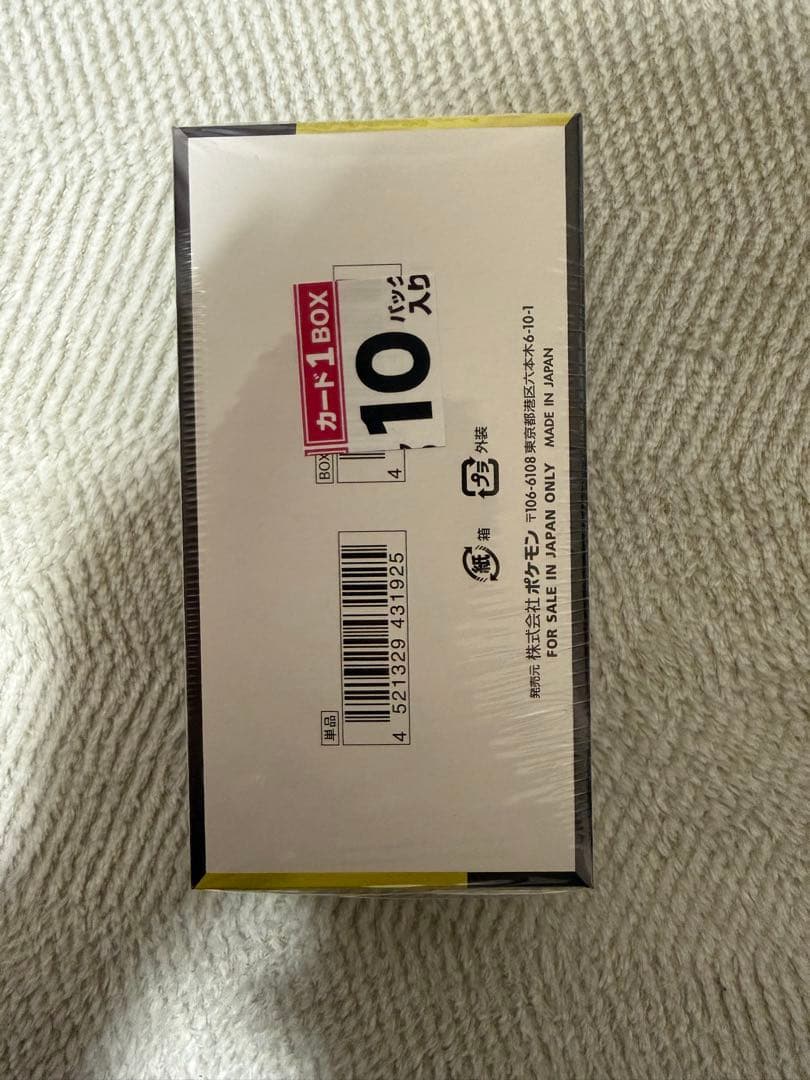 カード1BOX
10パック
入り
BOX
4
単品
4 521329 431925
紙 箱
プラ 外装
発売元 株式会社ポケモン 〒106-6108 東京都港区六本木6-10-1
FOR SALE IN JAPAN ONLY MADE IN JAPAN